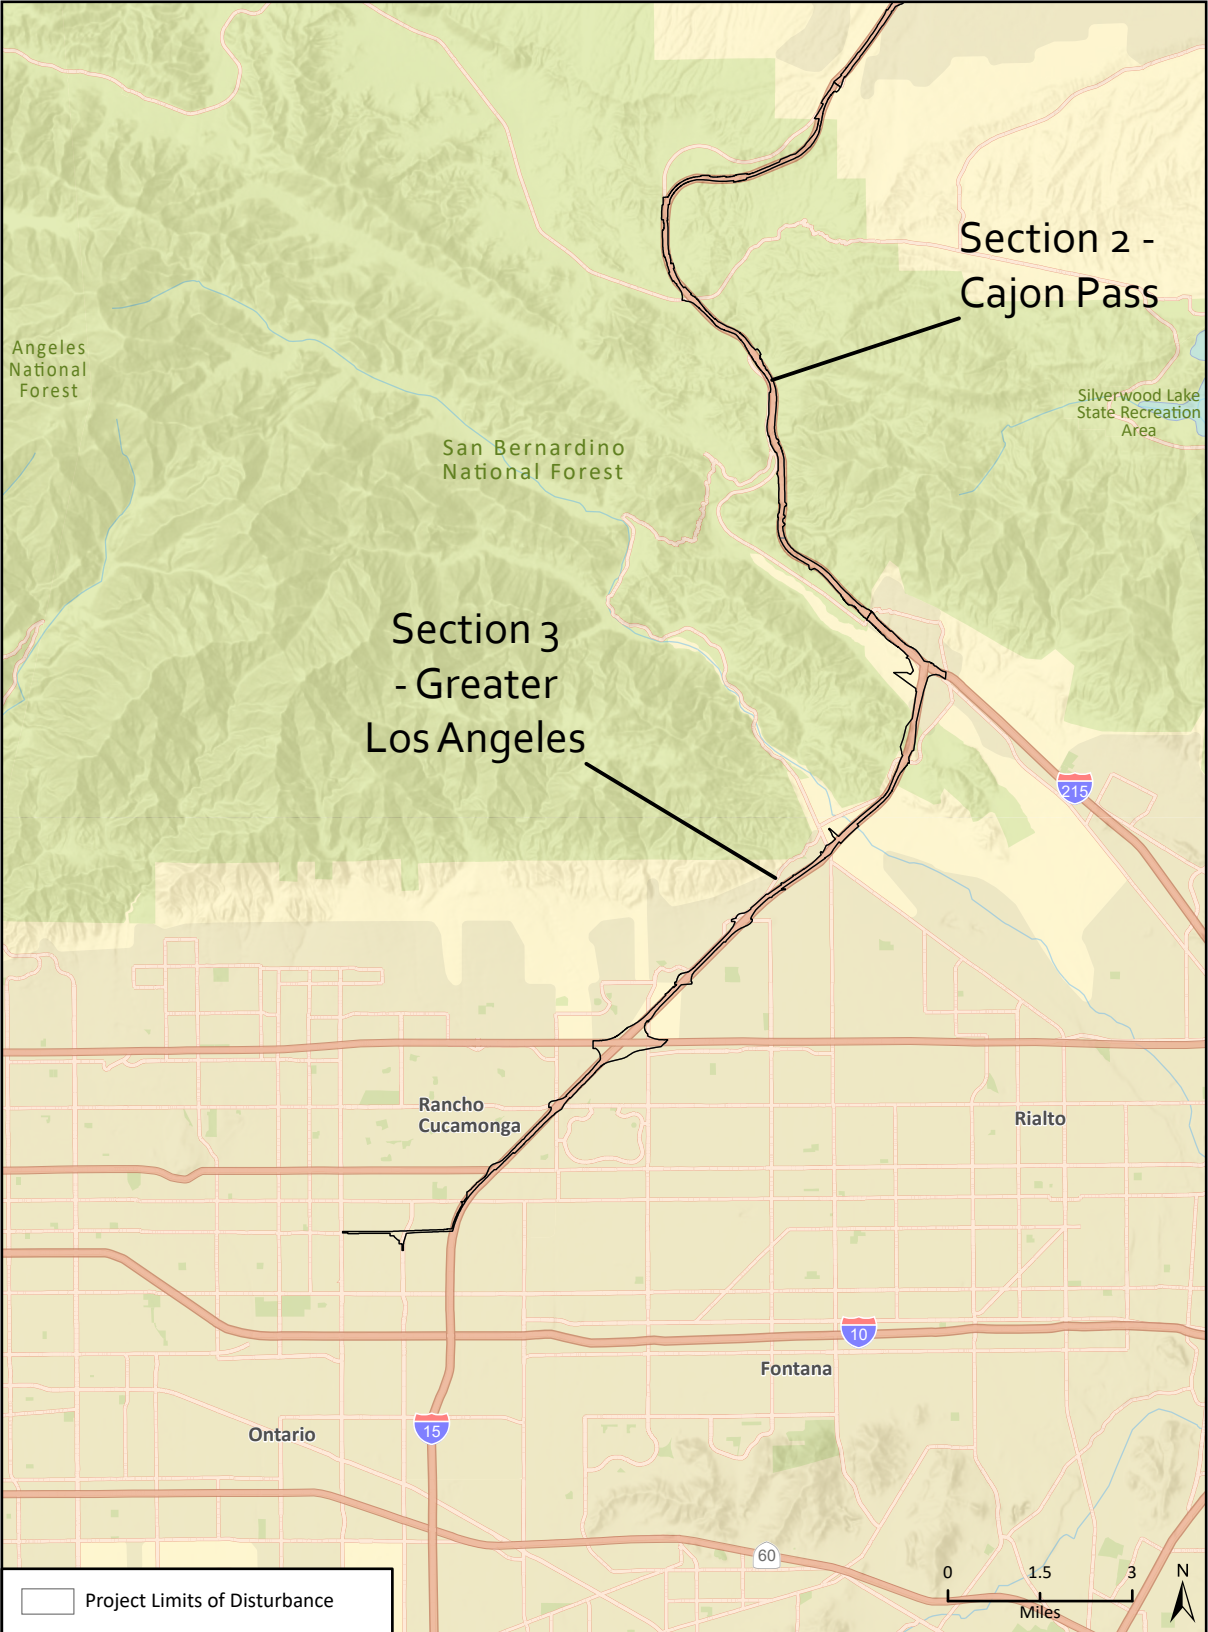 Section 2 -
Cajon Pass
Angeles
National
Forest
Silverwood Lake
State Recreation
Area
San Bernardino
National Forest
Section 3
- Greater
Los Angeles
215
Rancho
Cucamonga
Rialto
10
Fontana
15
Ontario
60
0 1.5 3
Miles
N
Project Limits of Disturbance